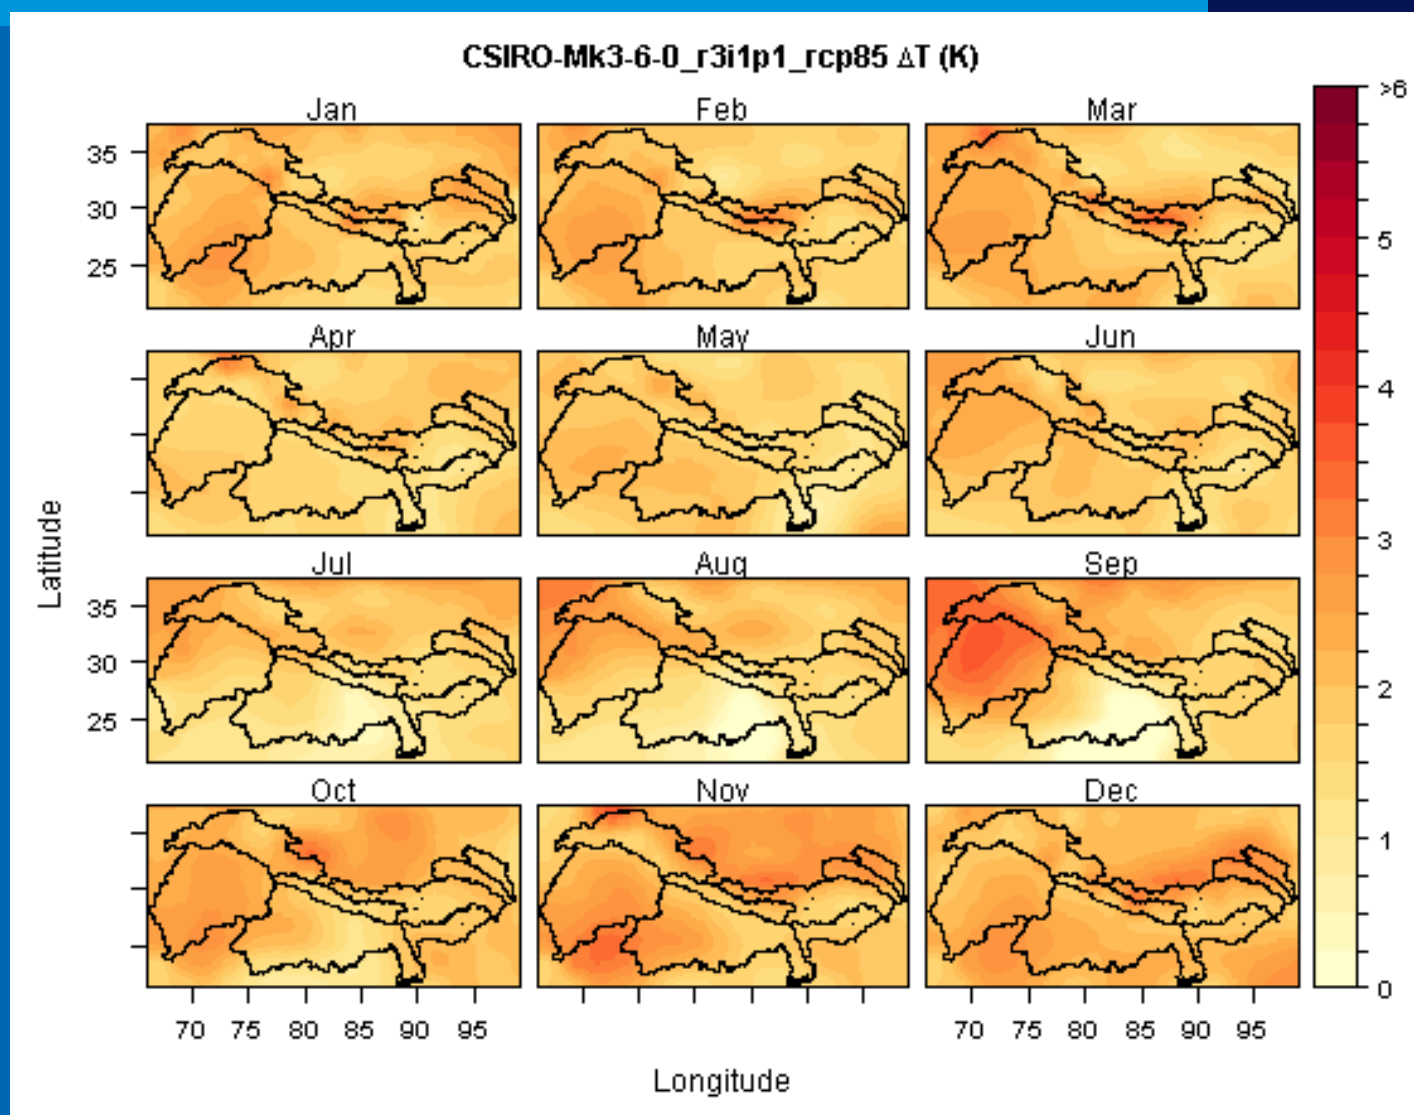 CSIRO-Mk3-6-0_r3i1p1_rcp85 ΔT (K)
Jan Feb Mar
35
30
25
Apr May Jun
Jul Aug Sep
35
30
25
Oct Nov Dec
70 75 80 85 90 95
70 75 80 85 90 95
Longitude
Latitude
>6
5
4
3
2
1
0